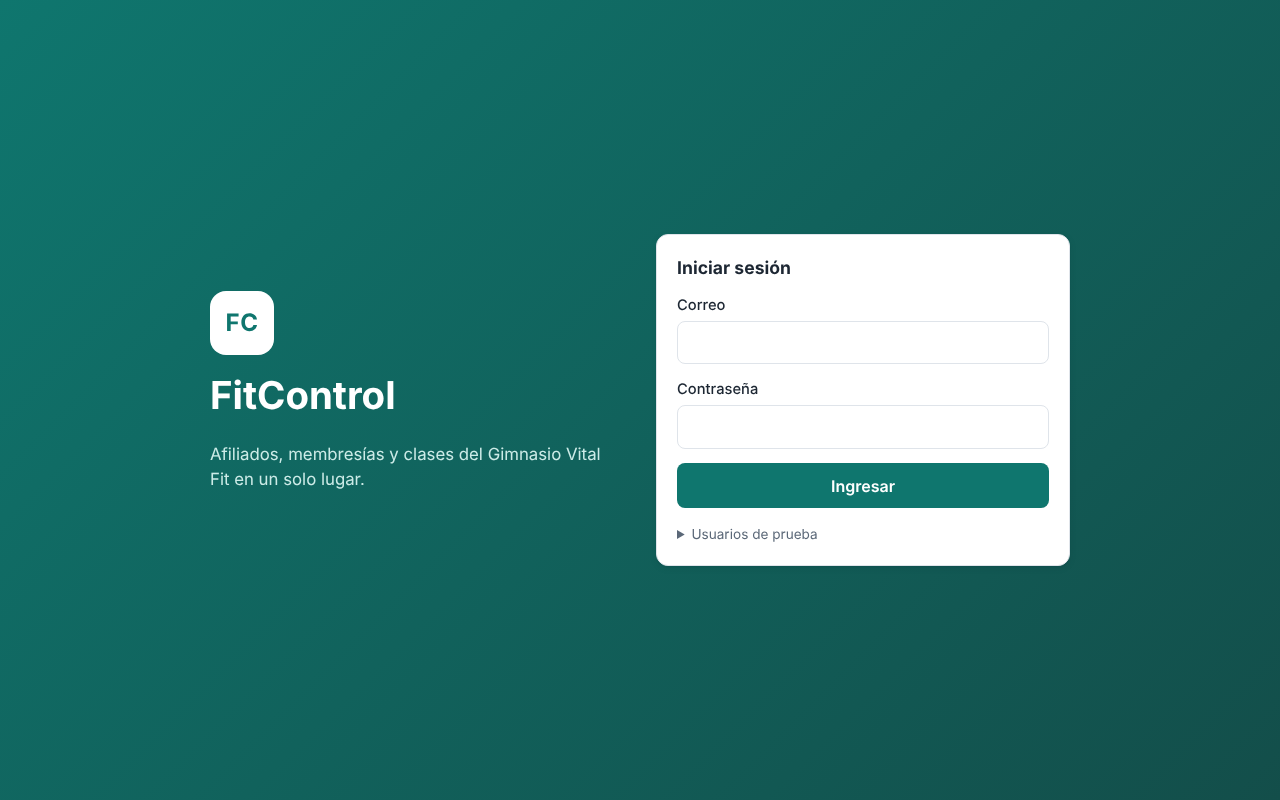 FC
FitControl
Afiliados, membresías y clases del Gimnasio Vital
Fit en un solo lugar.
Iniciar sesión
Correo
Contraseña
Ingresar
Usuarios de prueba